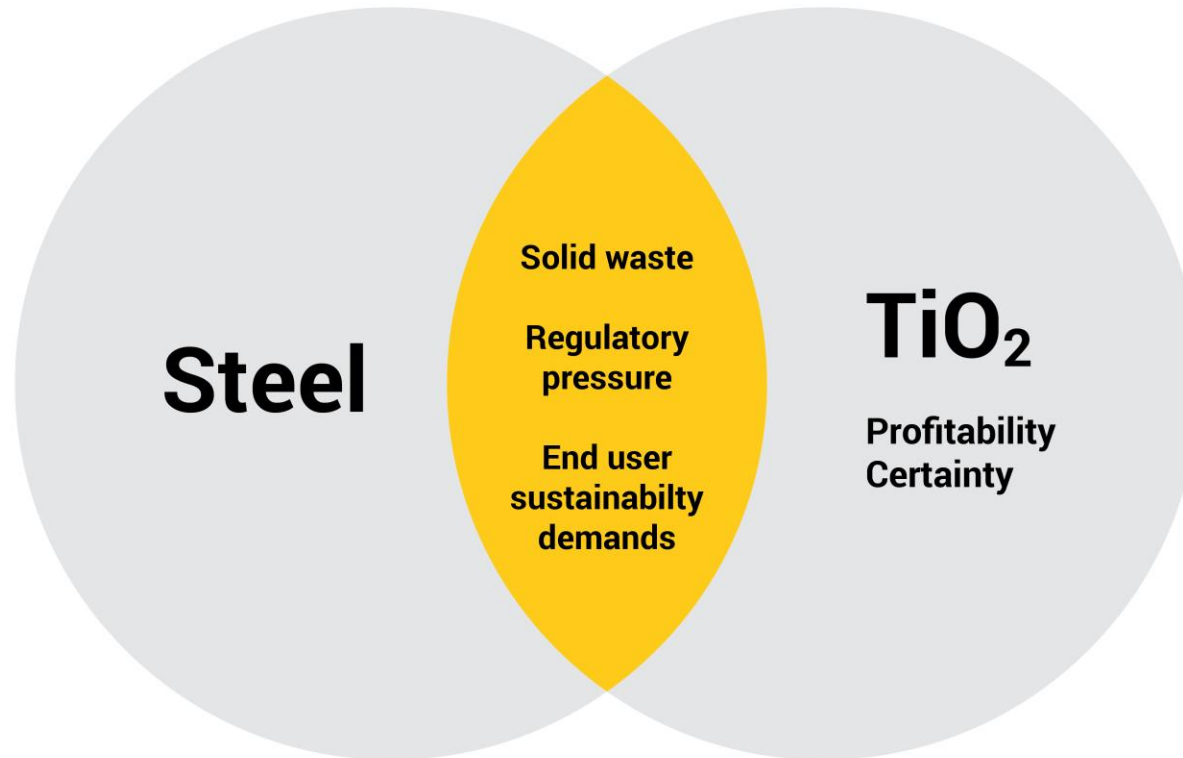 Steel
Solid waste
Regulatory
pressure
End user
sustainabilty
demands
TiO₂
Profitability
Certainty